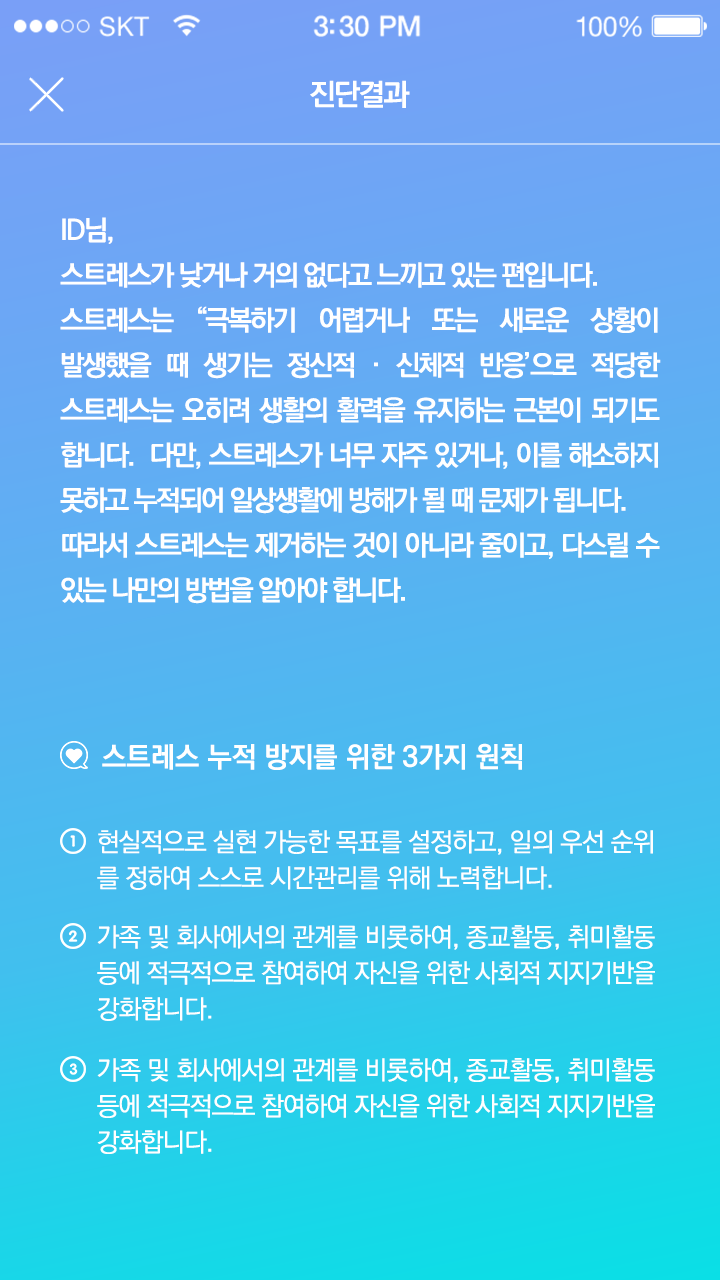 SKT 3:30 PM 100%
진단결과
ID님,
스트레스가 낮거나 거의 없다고 느끼고 있는 편입니다.
스트레스는 “극복하기 어렵거나 또는 새로운 상황이
발생했을 때 생기는 정신적 · 신체적 반응’으로 적당한
스트레스는 오히려 생활의 활력을 유지하는 근본이 되기도
합니다. 다만, 스트레스가 너무 자주 있거나, 이를 해소하지
못하고 누적되어 일상생활에 방해가 될 때 문제가 됩니다.
따라서 스트레스는 제거하는 것이 아니라 줄이고, 다스릴 수
있는 나만의 방법을 알아야 합니다.
스트레스 누적 방지를 위한 3가지 원칙
① 현실적으로 실현 가능한 목표를 설정하고, 일의 우선 순위
를 정하여 스스로 시간관리를 위해 노력합니다.
② 가족 및 회사에서의 관계를 비롯하여, 종교활동, 취미활동
등에 적극적으로 참여하여 자신을 위한 사회적 지지기반을
강화합니다.
③ 가족 및 회사에서의 관계를 비롯하여, 종교활동, 취미활동
등에 적극적으로 참여하여 자신을 위한 사회적 지지기반을
강화합니다.